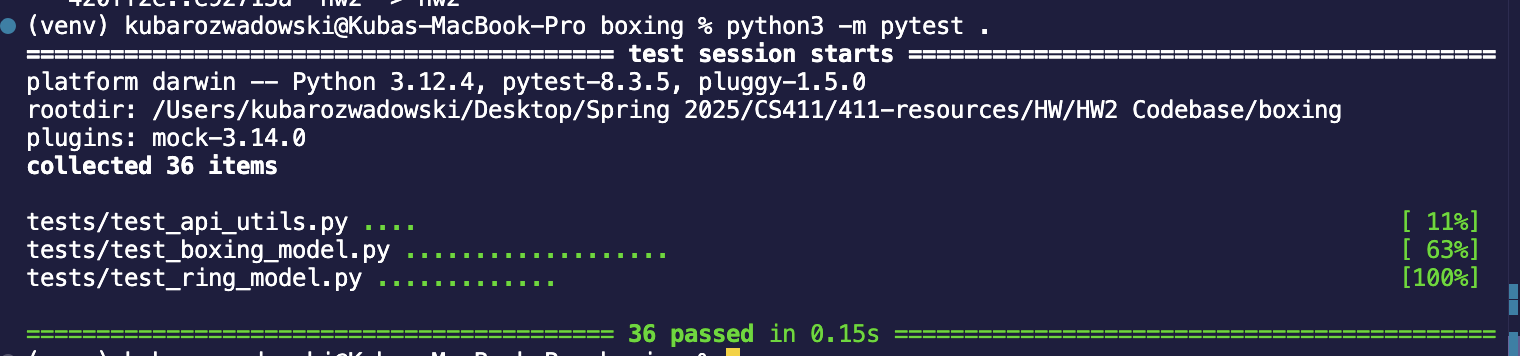 (venv) kubarozwadowski@Kubas-MacBook-Pro boxing % python3 -m pytest .
======================================== test session starts ========================================
platform darwin -- Python 3.12.4, pytest-8.3.5, pluggy-1.5.0
rootdir: /Users/kubarozwadowski/Desktop/Spring 2025/CS411/411-resources/HW/HW2 Codebase/boxing
plugins: mock-3.14.0
collected 36 items
tests/test_api_utils.py .... [ 11%]
tests/test_boxing_model.py ................... [ 63%]
tests/test_ring_model.py ............. [100%]
======================================== 36 passed in 0.15s ========================================